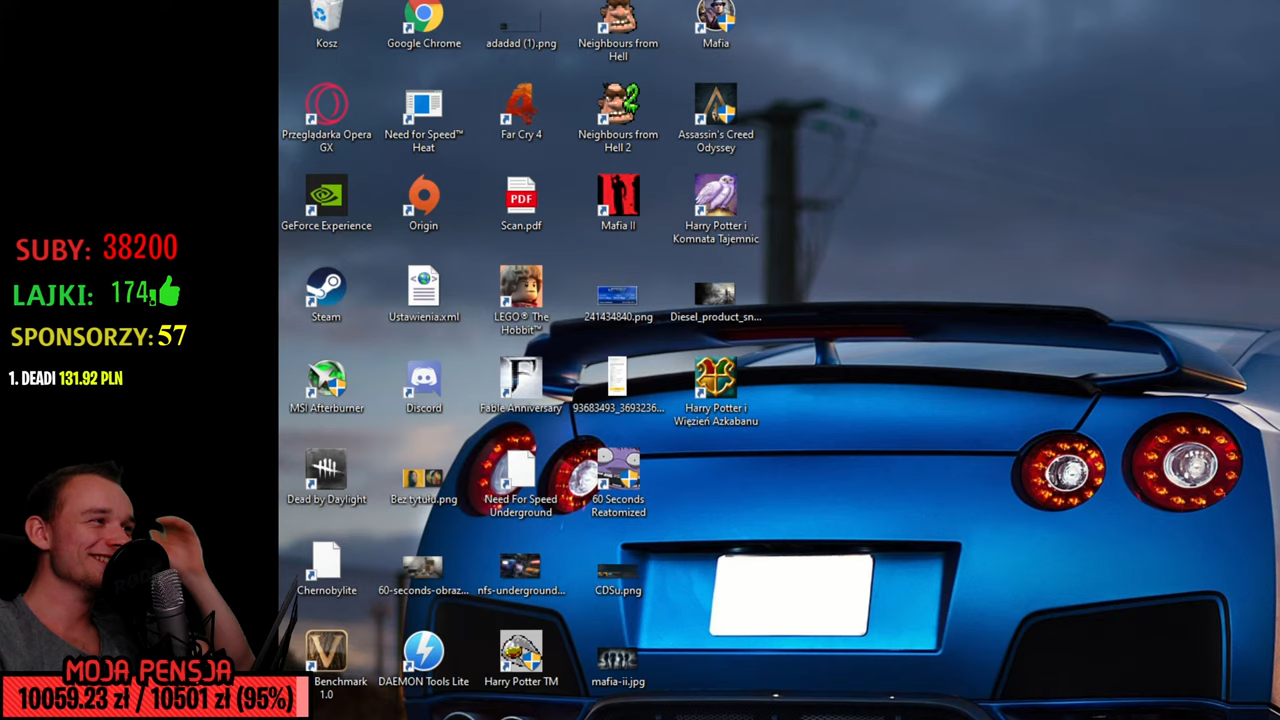 Kosz
Google Chrome
adadad (1).png
Neighbours from
Hell
Mafia
Przeglądarka Opera
GX
Need for Speed™
Heat
Far Cry 4
Neighbours from
Hell 2
Assassin's Creed
Odyssey
GeForce Experience
Origin
PDF
Scan.pdf
Mafia II
Harry Potter i
Komnata Tajemnic
Steam
Ustawienia.xml
LEGO® The
Hobbit™
241434840.png
Diesel_product_sn...
MSI Afterburner
Discord
Fable Anniversary
93683493_3693236...
Harry Potter i
Więzień Azkabanu
Dead by Daylight
Bez tytułu.png
Need For Speed
Underground
60 Seconds
Reatomized
Chernobylite
60-seconds-obraz...
nfs-underground...
CDSu.png
Benchmark
1.0
DAEMON Tools Lite
Harry Potter TM
mafia-ii.jpg
SUBY: 38200
LAJKI: 174
SPONSORZY: 57
1. DEADI 131.92 PLN
MOJA PENSJA
10059.23 zł / 10501 zł (95%)